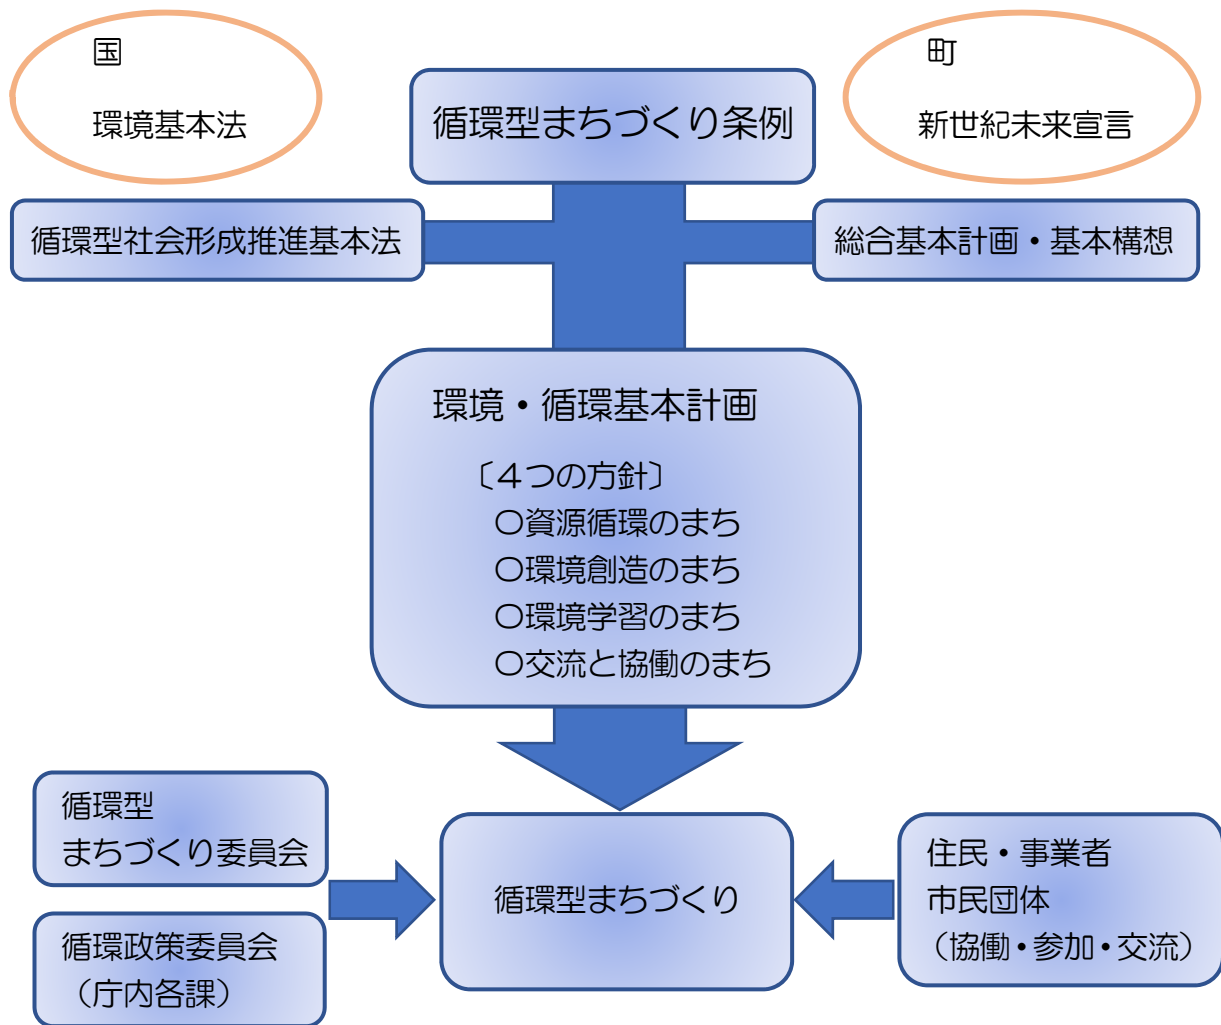 国
環境基本法
循環型まちづくり条例
町
新世紀未来宣言
循環型社会形成推進基本法
総合基本計画・基本構想
環境・循環基本計画
〔４つの方針〕
〇資源循環のまち
〇環境創造のまち
〇環境学習のまち
〇交流と協働のまち
循環型
まちづくり委員会
循環政策委員会
（庁内各課）
循環型まちづくり
住民・事業者
市民団体
（協働・参加・交流）